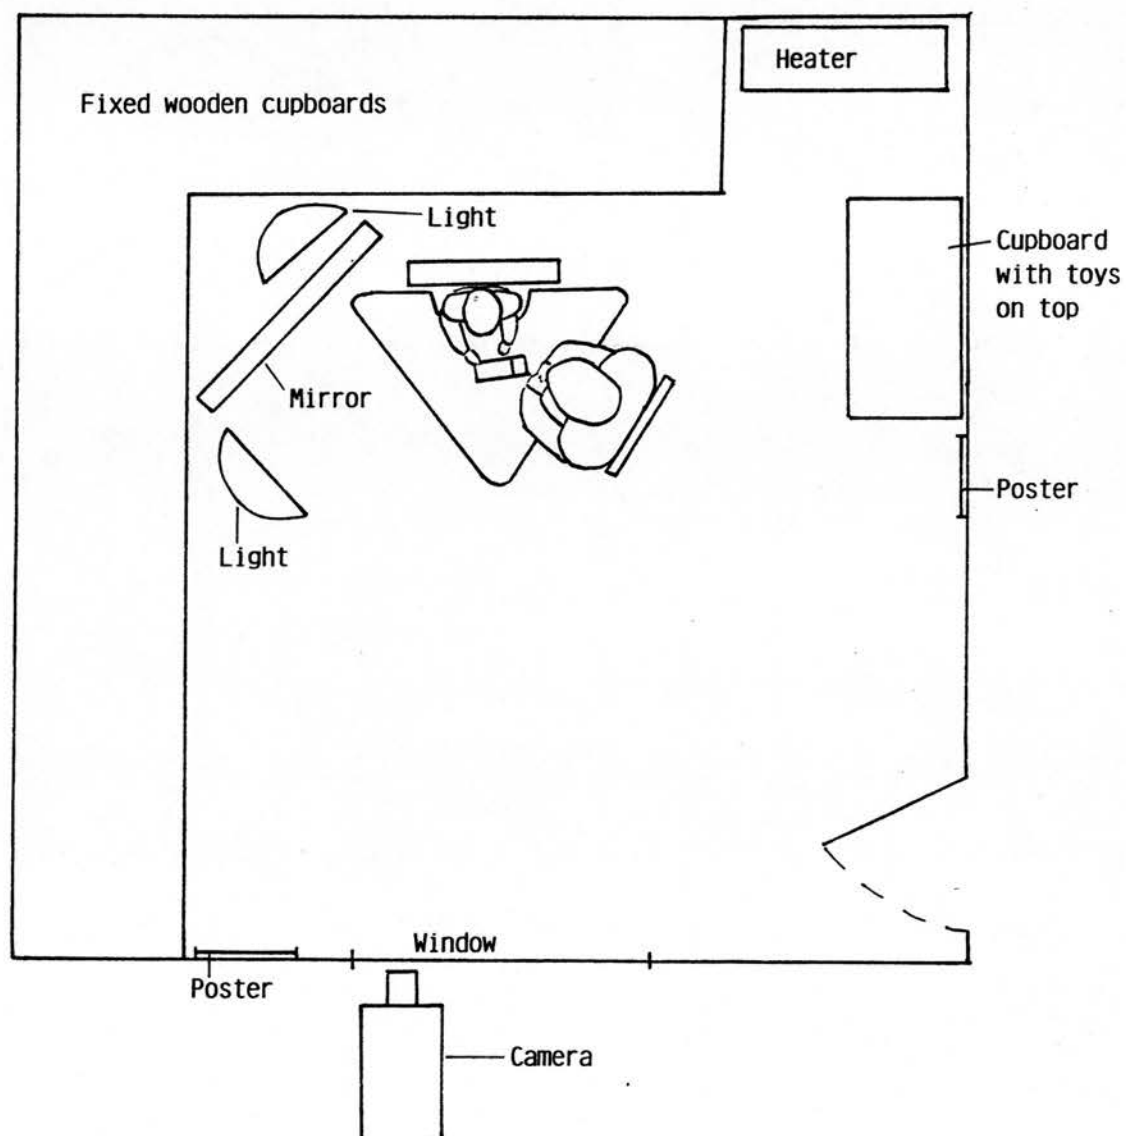 Heater
Fixed wooden cupboards
Light
Cupboard
with toys
on top
Mirror
Poster
Light
Window
Poster
Camera